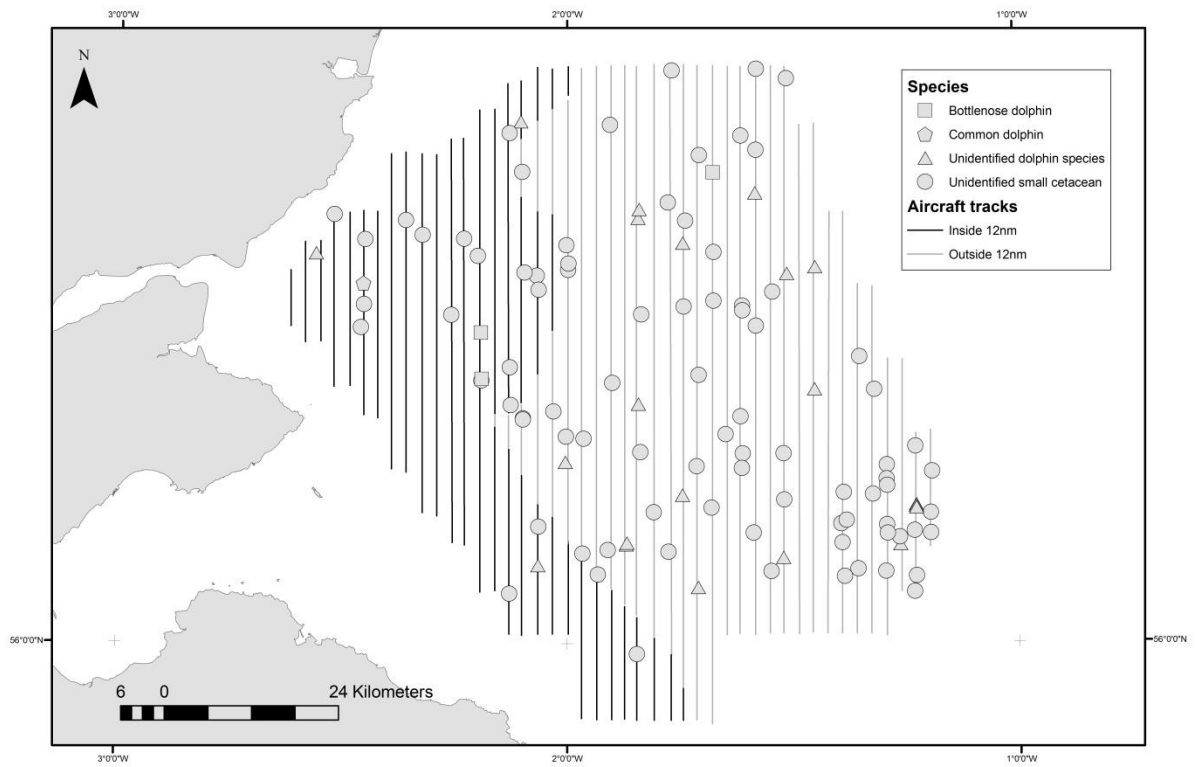 3°0'0"W 2°0'0"W 1°0'0"W
N
Species
Bottlenose dolphin
Common dolphin
Unidentified dolphin species
Unidentified small cetacean
Aircraft tracks
Inside 12nm
Outside 12nm
56°0'0"N 56°0'0"N
6 0 24 Kilometers
3°0'0"W 2°0'0"W 1°0'0"W